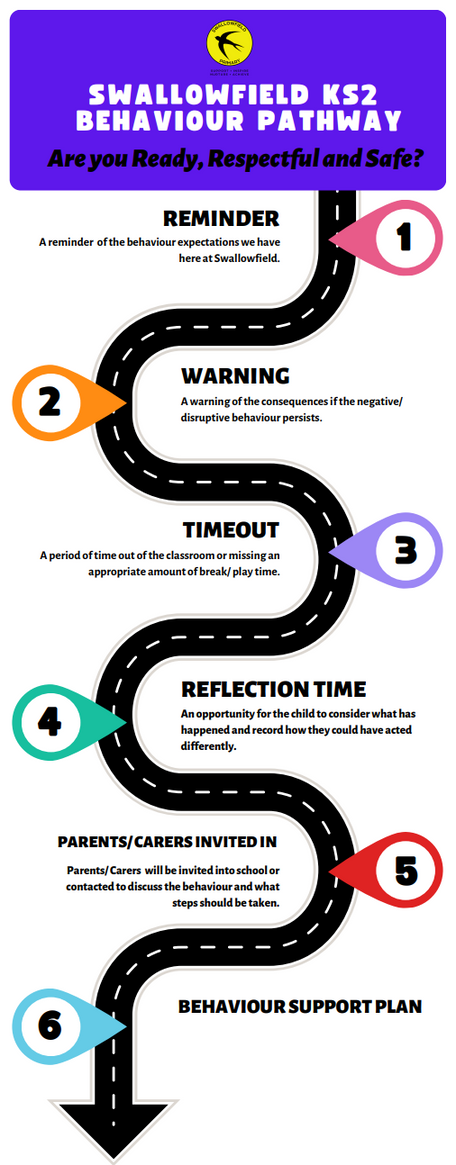 SWALLOWFIELD
PRIMARY
SWALLOWFIELD KS2
BEHAVIOUR PATHWAY
Are you Ready, Respectful and Safe?
1
REMINDER
A reminder of the behaviour expectations we have
here at Swallowfield.
2
WARNING
A warning of the consequences if the negative/
disruptive behaviour persists.
3
TIMEOUT
A period of time out of the classroom or missing an
appropriate amount of break/ play time.
4
REFLECTION TIME
An opportunity for the child to consider what has
happened and record how they could have acted
differently.
5
PARENTS/CARERS INVITED IN
Parents/Carers will be invited into school or
contacted to discuss the behaviour and what
steps should be taken.
6
BEHAVIOUR SUPPORT PLAN